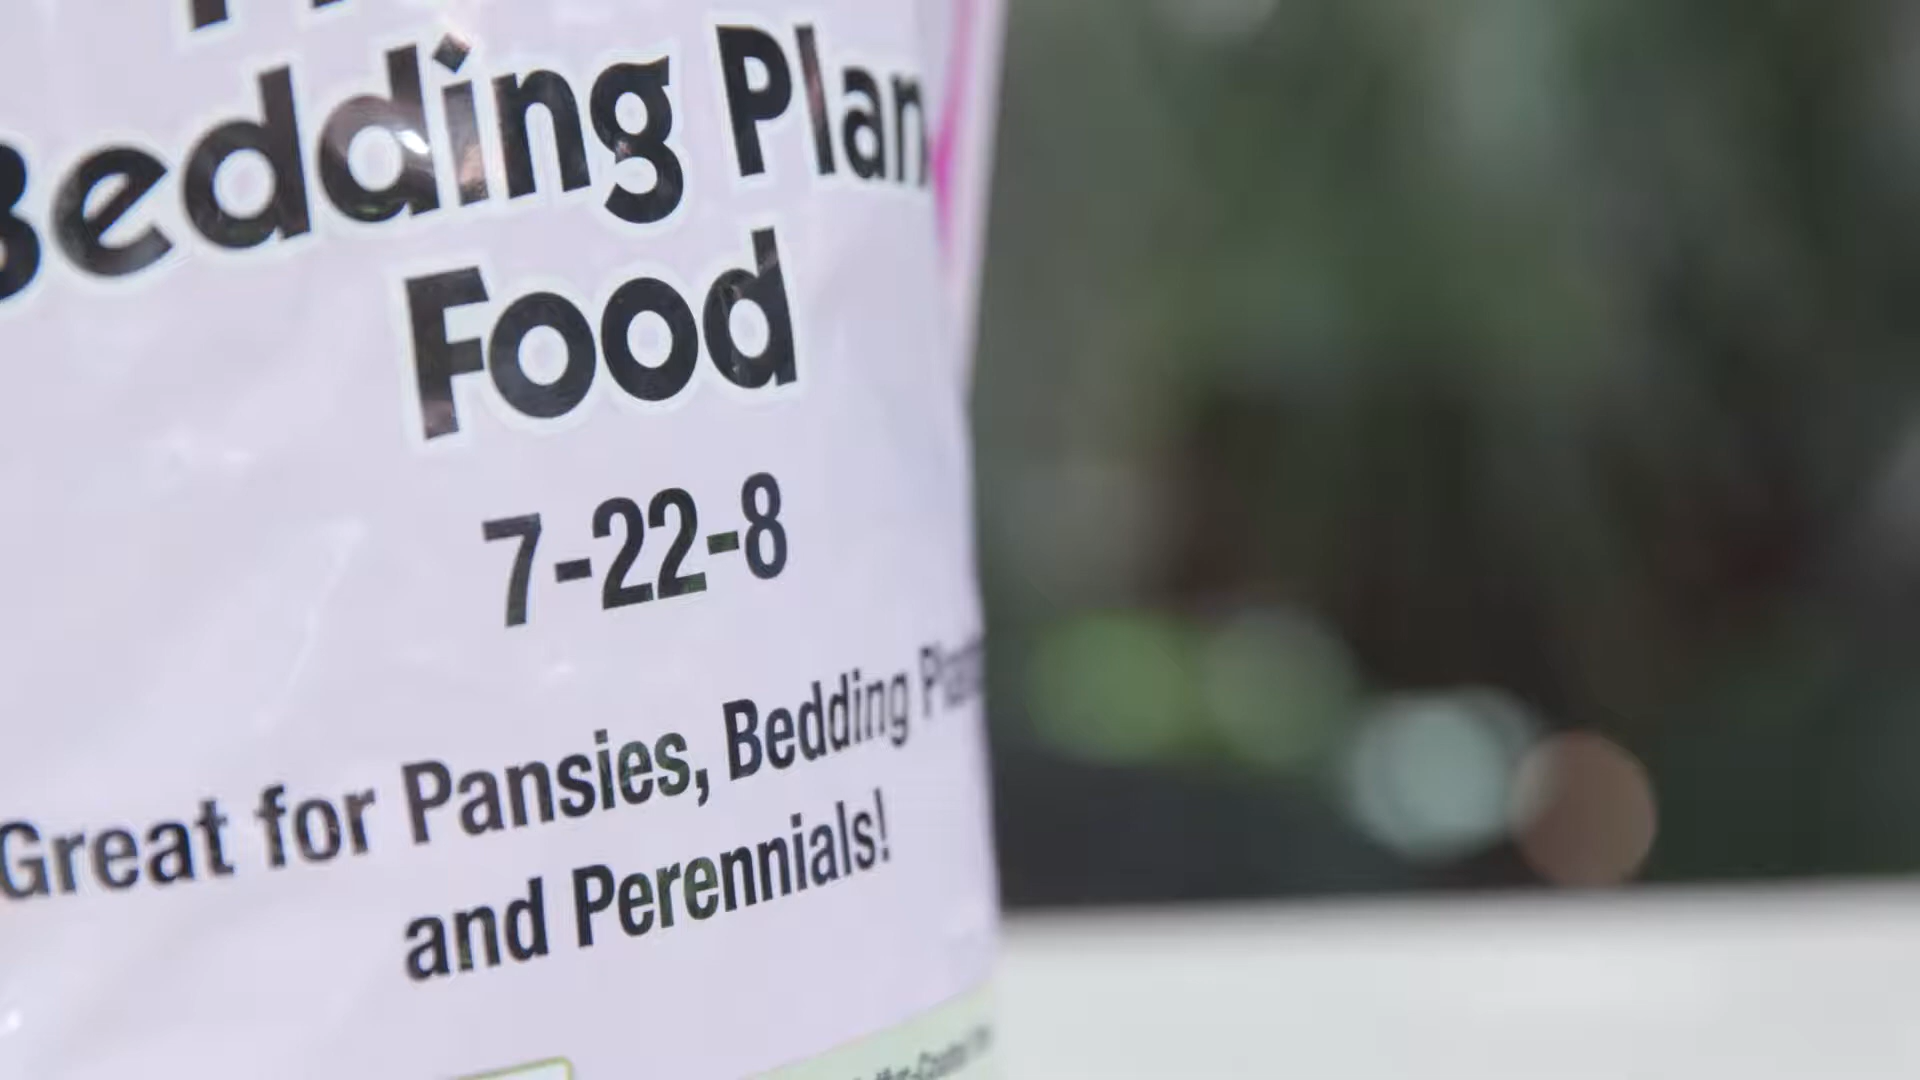 Bedding Plan
Food
7-22-8
Great for Pansies, Bedding
and Perennials!